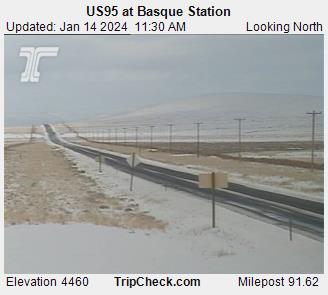 US95 at Basque Station
Updated: Jan 14 2024 11:30 AM Looking North
Elevation 4460 TripCheck.com Milepost 91.62